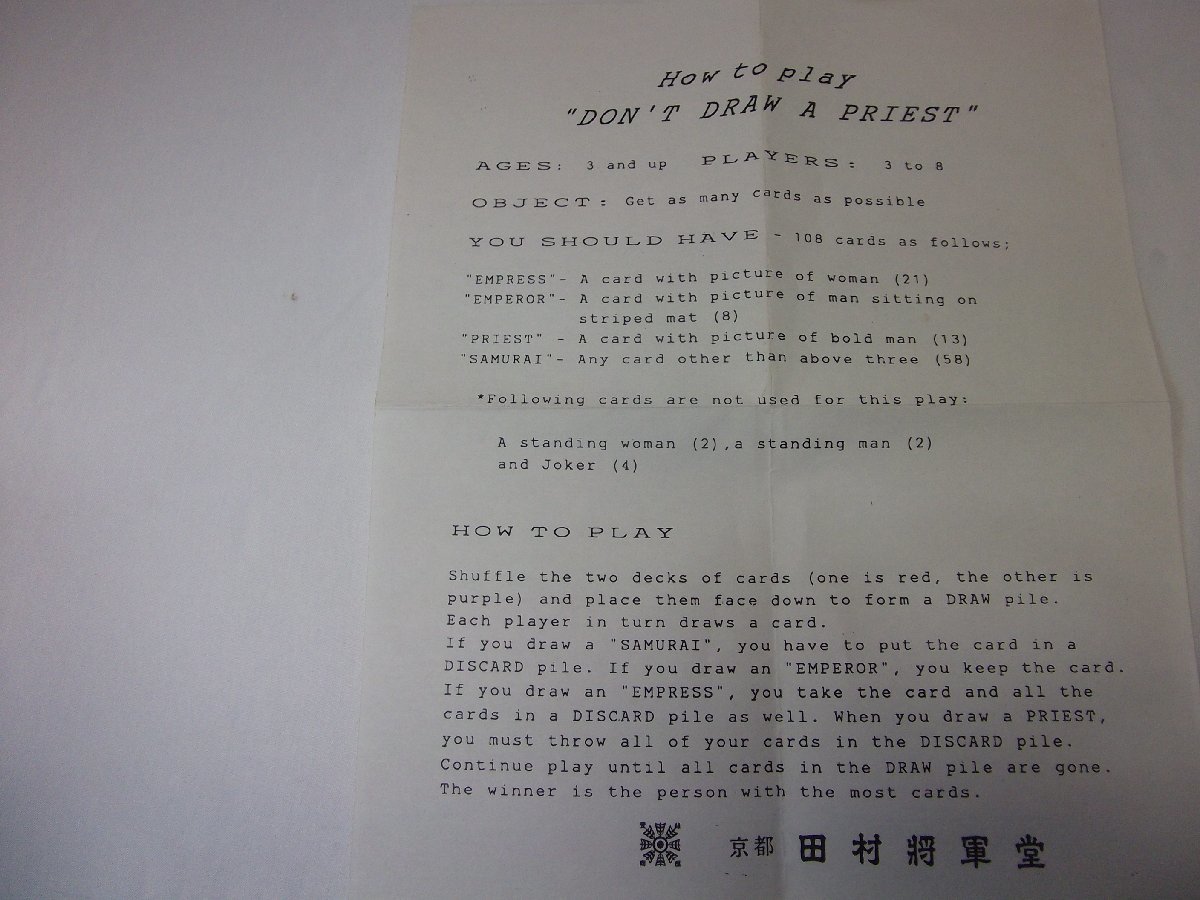 How to play
"DON'T DRAW A PRIEST"
AGES: 3 and up PLAYERS: 3 to 8
OBJECT: Get as many cards as possible
YOU SHOULD HAVE - 108 cards as follows;
"EMPRESS"- A card with picture of woman (21)
"EMPEROR"- A card with picture of man sitting on
striped mat (8)
"PRIEST" - A card with picture of bold man (13)
"SAMURAI"- Any card other than above three (58)
*Following cards are not used for this play:
A standing woman (2),a standing man (2)
and Joker (4)
HOW TO PLAY
Shuffle the two decks of cards (one is red, the other is
purple) and place them face down to form a DRAW pile.
Each player in turn draws a card.
If you draw a "SAMURAI", you have to put the card in a
DISCARD pile. If you draw an "EMPEROR", you keep the card.
If you draw an "EMPRESS", you take the card and all the
cards in a DISCARD pile as well. When you draw a PRIEST,
you must throw all of your cards in the DISCARD pile.
Continue play until all cards in the DRAW pile are gone.
The winner is the person with the most cards.
京都 田村將軍堂